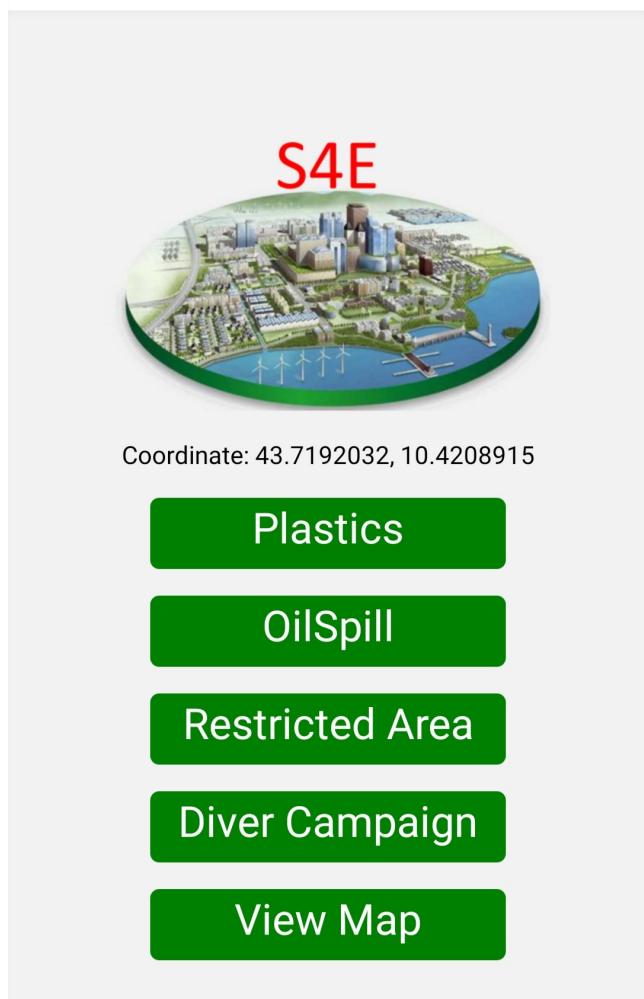 S4E
Coordinate: 43.7192032, 10.4208915
Plastics
OilSpill
Restricted Area
Diver Campaign
View Map